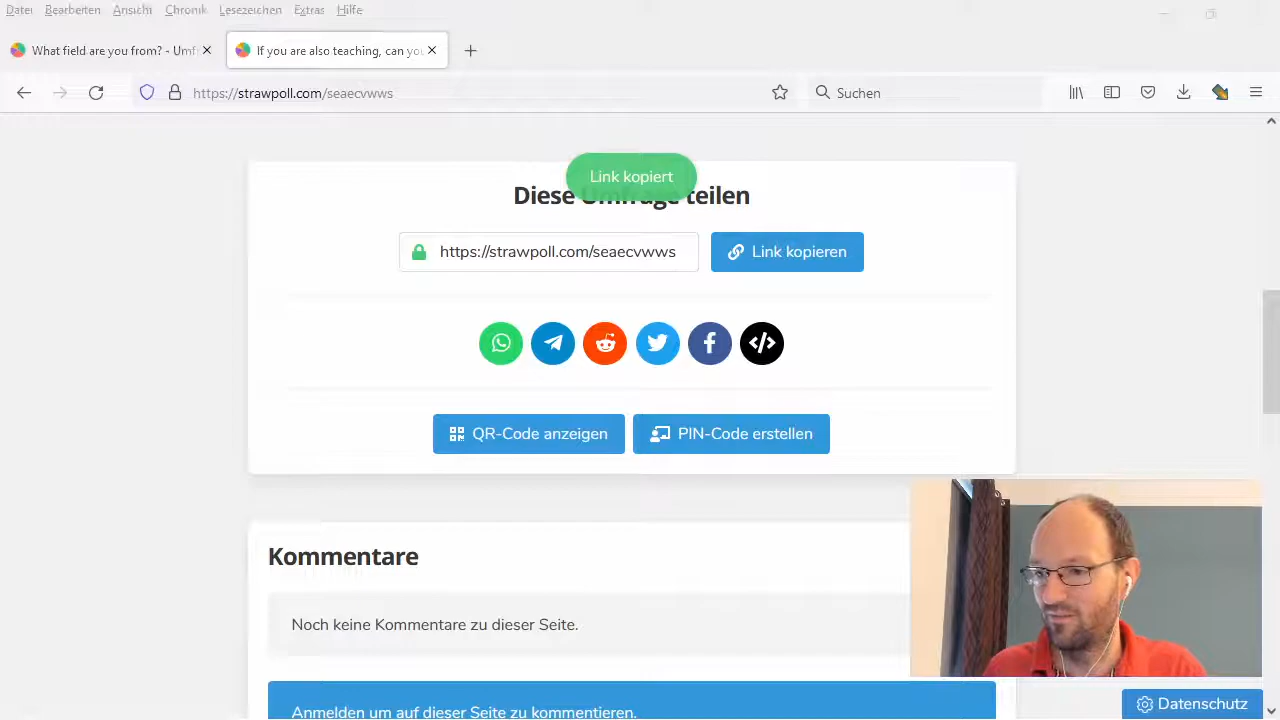 Datei Bearbeiten Ansicht Chronik Lesezeichen Extras Hilfe
What field are you from? - Umf
If you are also teaching, can you
https://strawpoll.com/seaecvwws
Suchen
Link kopiert
Diese Umfrage teilen
https://strawpoll.com/seaecvwws
Link kopieren
QR-Code anzeigen
PIN-Code erstellen
Kommentare
Noch keine Kommentare zu dieser Seite.
Anmelden um auf dieser Seite zu kommentieren.
Datenschutz